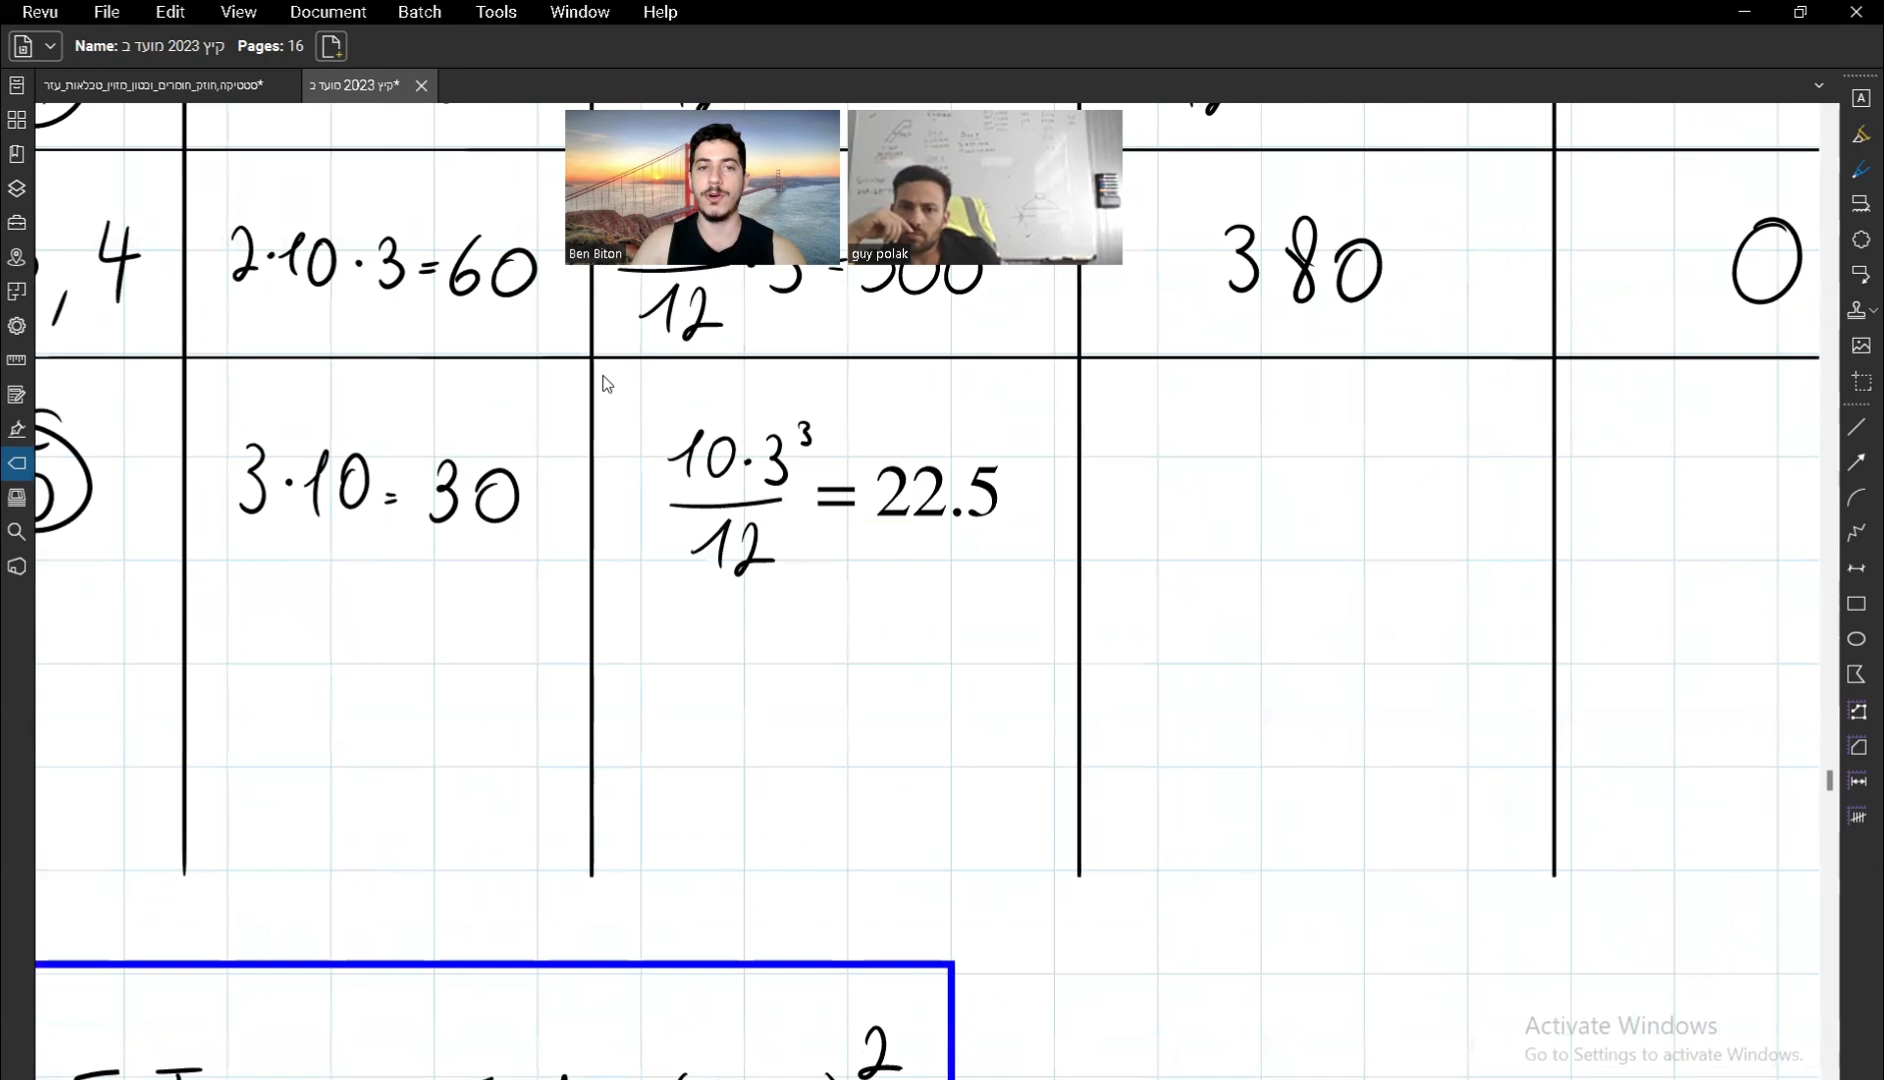 Revu File Edit View Document Batch Tools Window Help
Name: קיץ 2023 מועד ב Pages: 16
סטטיקה,חוזק_חומרים_ובטון_מזוין_טבלאות_עזר*
קיץ 2023 מועד ב*
Ben Biton
guy polak
, 4
2·10·3=60
12
380
0
3·10= 30
10·3³
= 22.5
12
2
Activate Windows
Go to Settings to activate Windows.